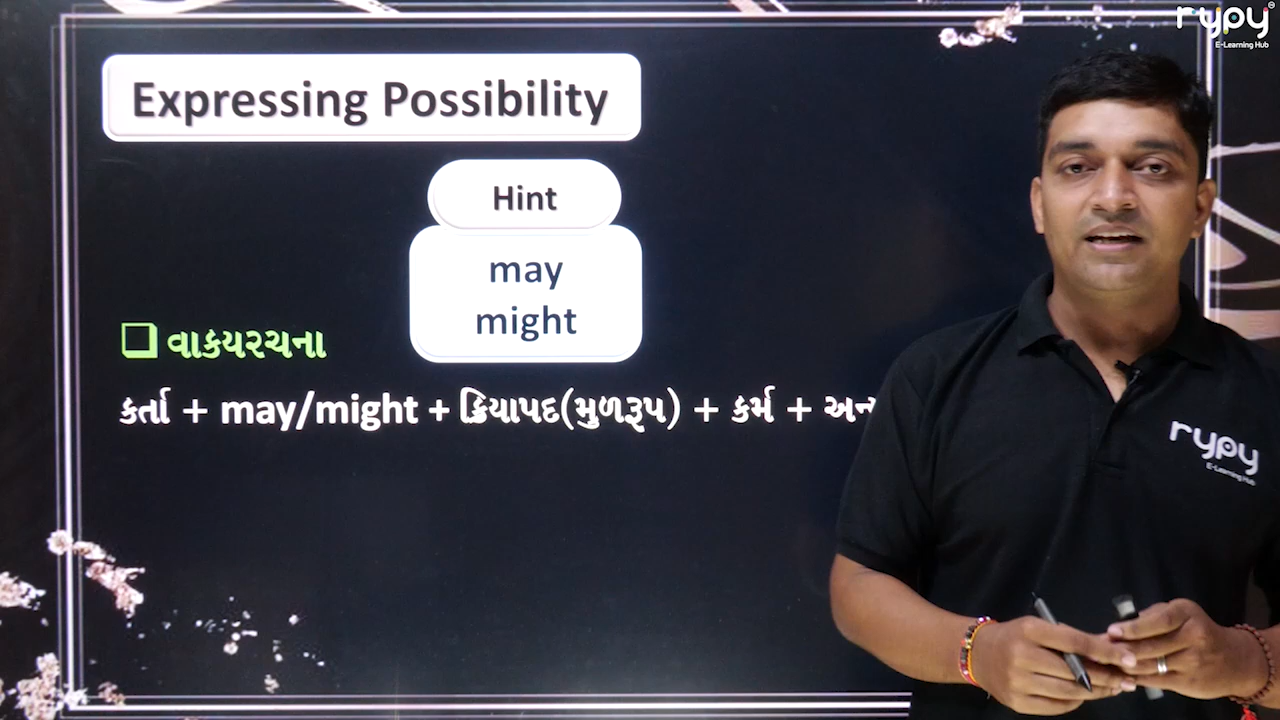 rypy
E-Learning Hub
Expressing Possibility
Hint
may
might
વાકયરચના
કર્તા + may/might + ક્રિયાપદ(મુળરૂપ) + કર્મ +
rypy
E-Learning Hub